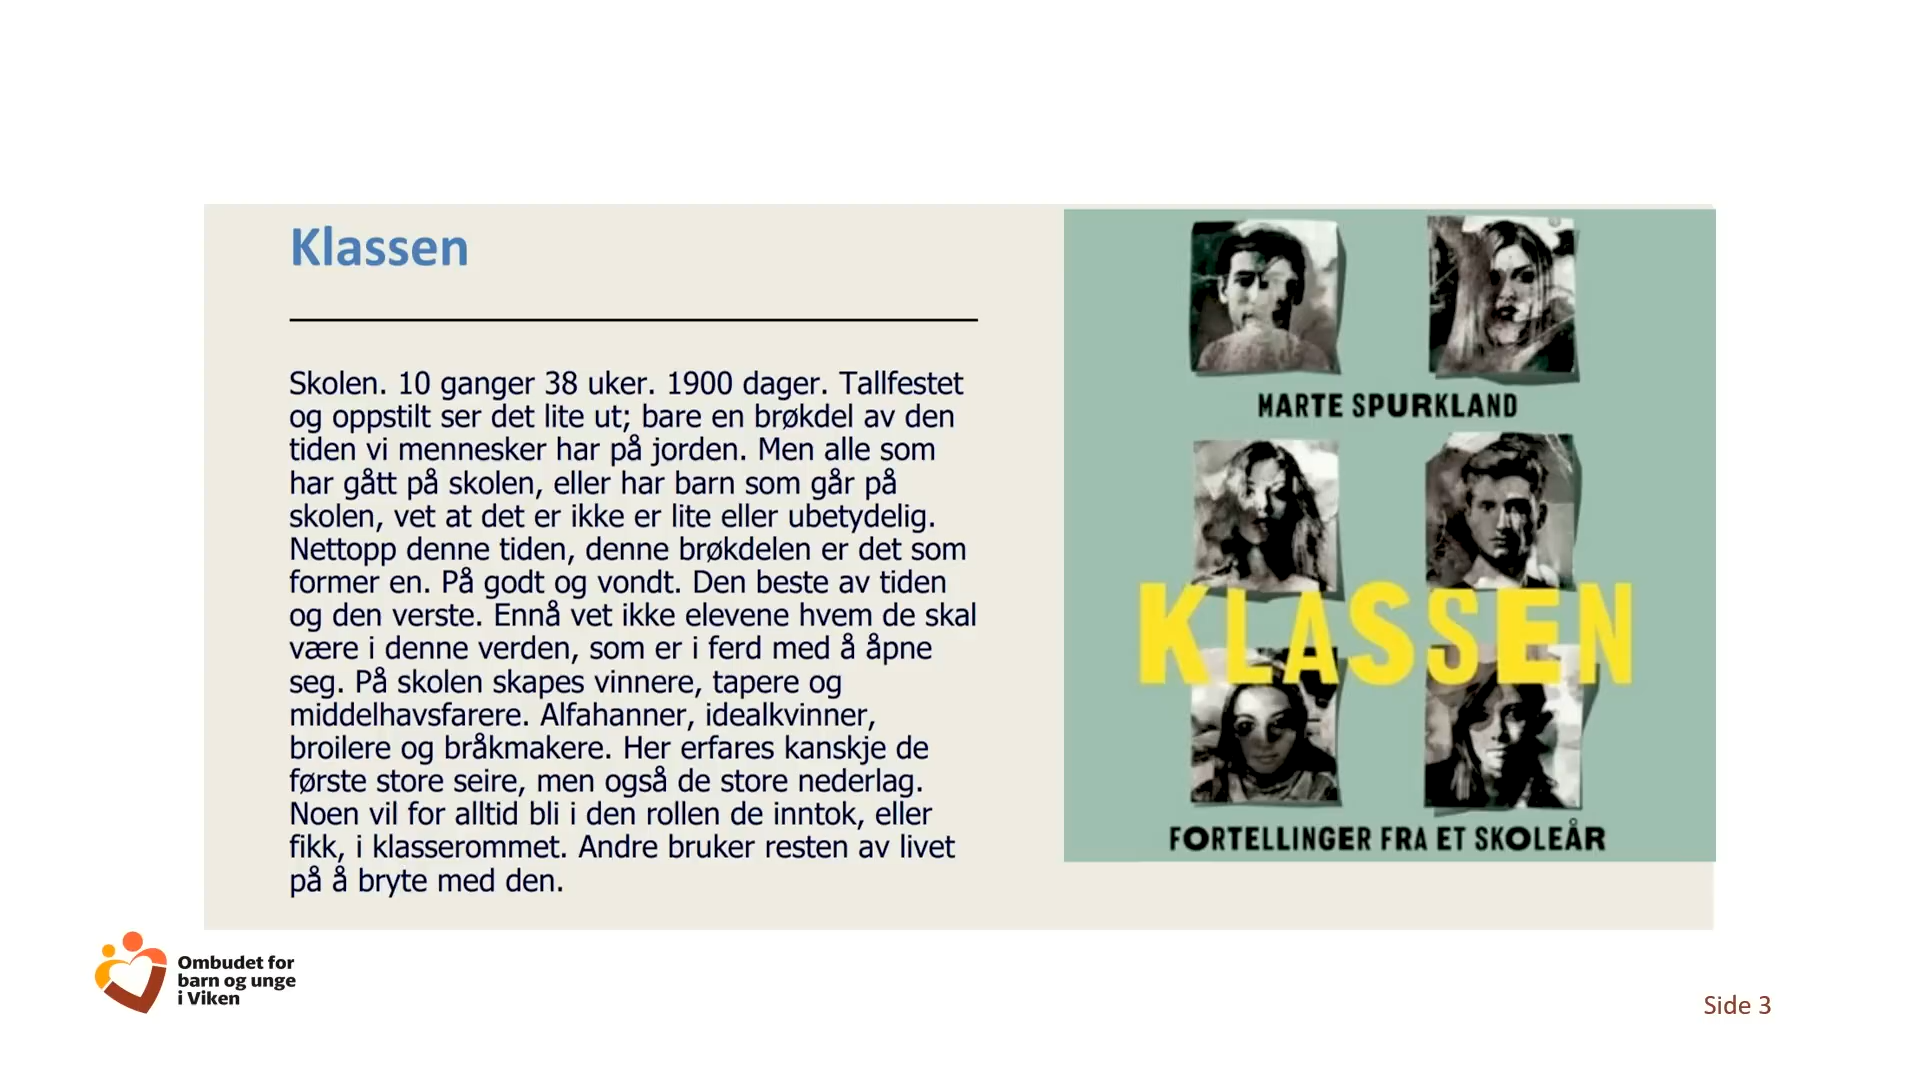 Klassen
Skolen. 10 ganger 38 uker. 1900 dager. Tallfestet
og oppstilt ser det lite ut; bare en brøkdel av den
tiden vi mennesker har på jorden. Men alle som
har gått på skolen, eller har barn som går på
skolen, vet at det er ikke er lite eller ubetydelig.
Nettopp denne tiden, denne brøkdelen er det som
former en. På godt og vondt. Den beste av tiden
og den verste. Ennå vet ikke elevene hvem de skal
være i denne verden, som er i ferd med å åpne
seg. På skolen skapes vinnere, tapere og
middelhavsfarere. Alfahanner, idealkvinner,
broilere og bråkmakere. Her erfares kanskje de
første store seire, men også de store nederlag.
Noen vil for alltid bli i den rollen de inntok, eller
fikk, i klasserommet. Andre bruker resten av livet
på å bryte med den.
MARTE SPURKLAND
KLASSEN
FORTELLINGER FRA ET SKOLEÅR
Ombudet for
barn og unge
i Viken
Side 3